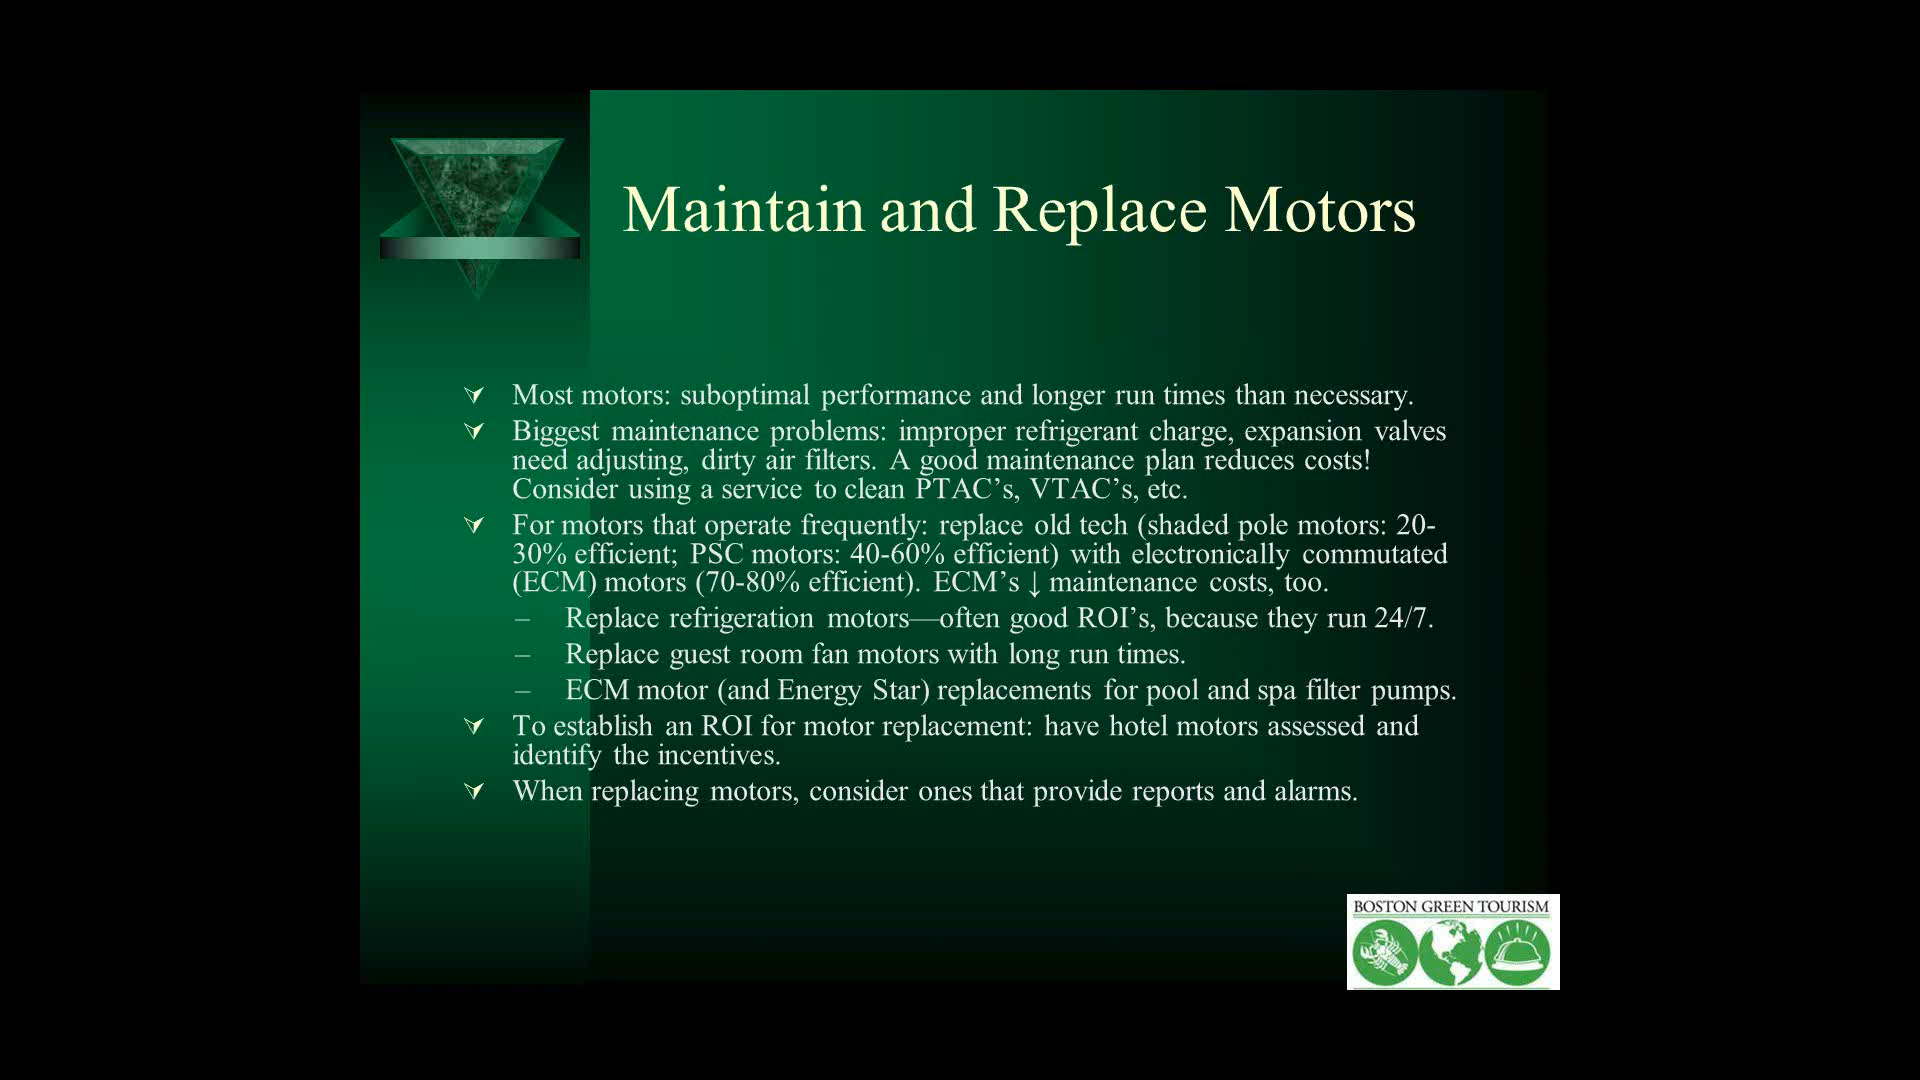 Maintain and Replace Motors
Most motors: suboptimal performance and longer run times than necessary.
Biggest maintenance problems: improper refrigerant charge, expansion valves
need adjusting, dirty air filters. A good maintenance plan reduces costs!
Consider using a service to clean PTAC’s, VTAC’s, etc.
For motors that operate frequently: replace old tech (shaded pole motors: 20-
30% efficient; PSC motors: 40-60% efficient) with electronically commutated
(ECM) motors (70-80% efficient). ECM’s ↓ maintenance costs, too.
– Replace refrigeration motors—often good ROI’s, because they run 24/7.
– Replace guest room fan motors with long run times.
– ECM motor (and Energy Star) replacements for pool and spa filter pumps.
To establish an ROI for motor replacement: have hotel motors assessed and
identify the incentives.
When replacing motors, consider ones that provide reports and alarms.
BOSTON GREEN TOURISM